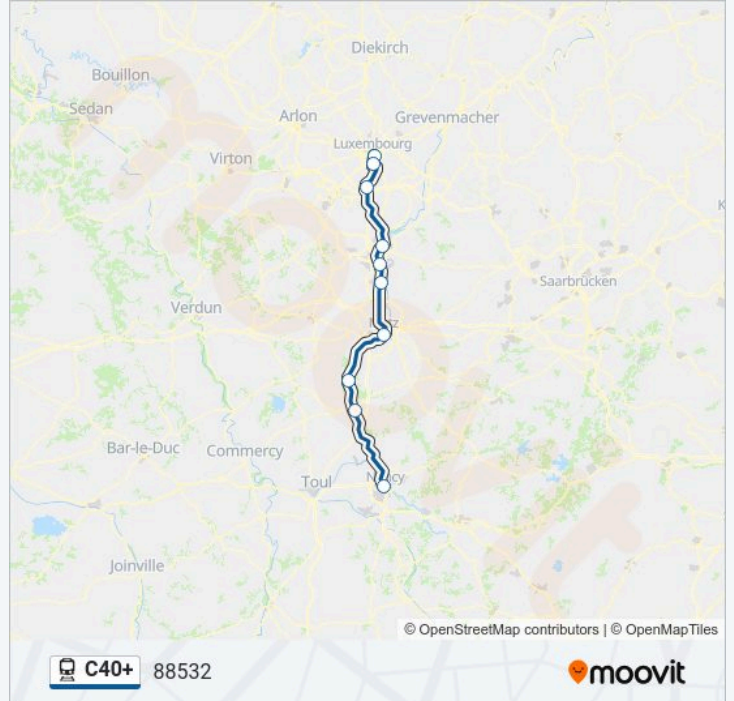 Diekirch
Bouillon
Sedan
Arlon
Grevenmacher
Luxembourg
Virton
Saarbrücken
Verdun
Bar-le-Duc
Commercy
Toul
Joinville
© OpenStreetMap contributors | © OpenMapTiles
C40+ 88532
moovit